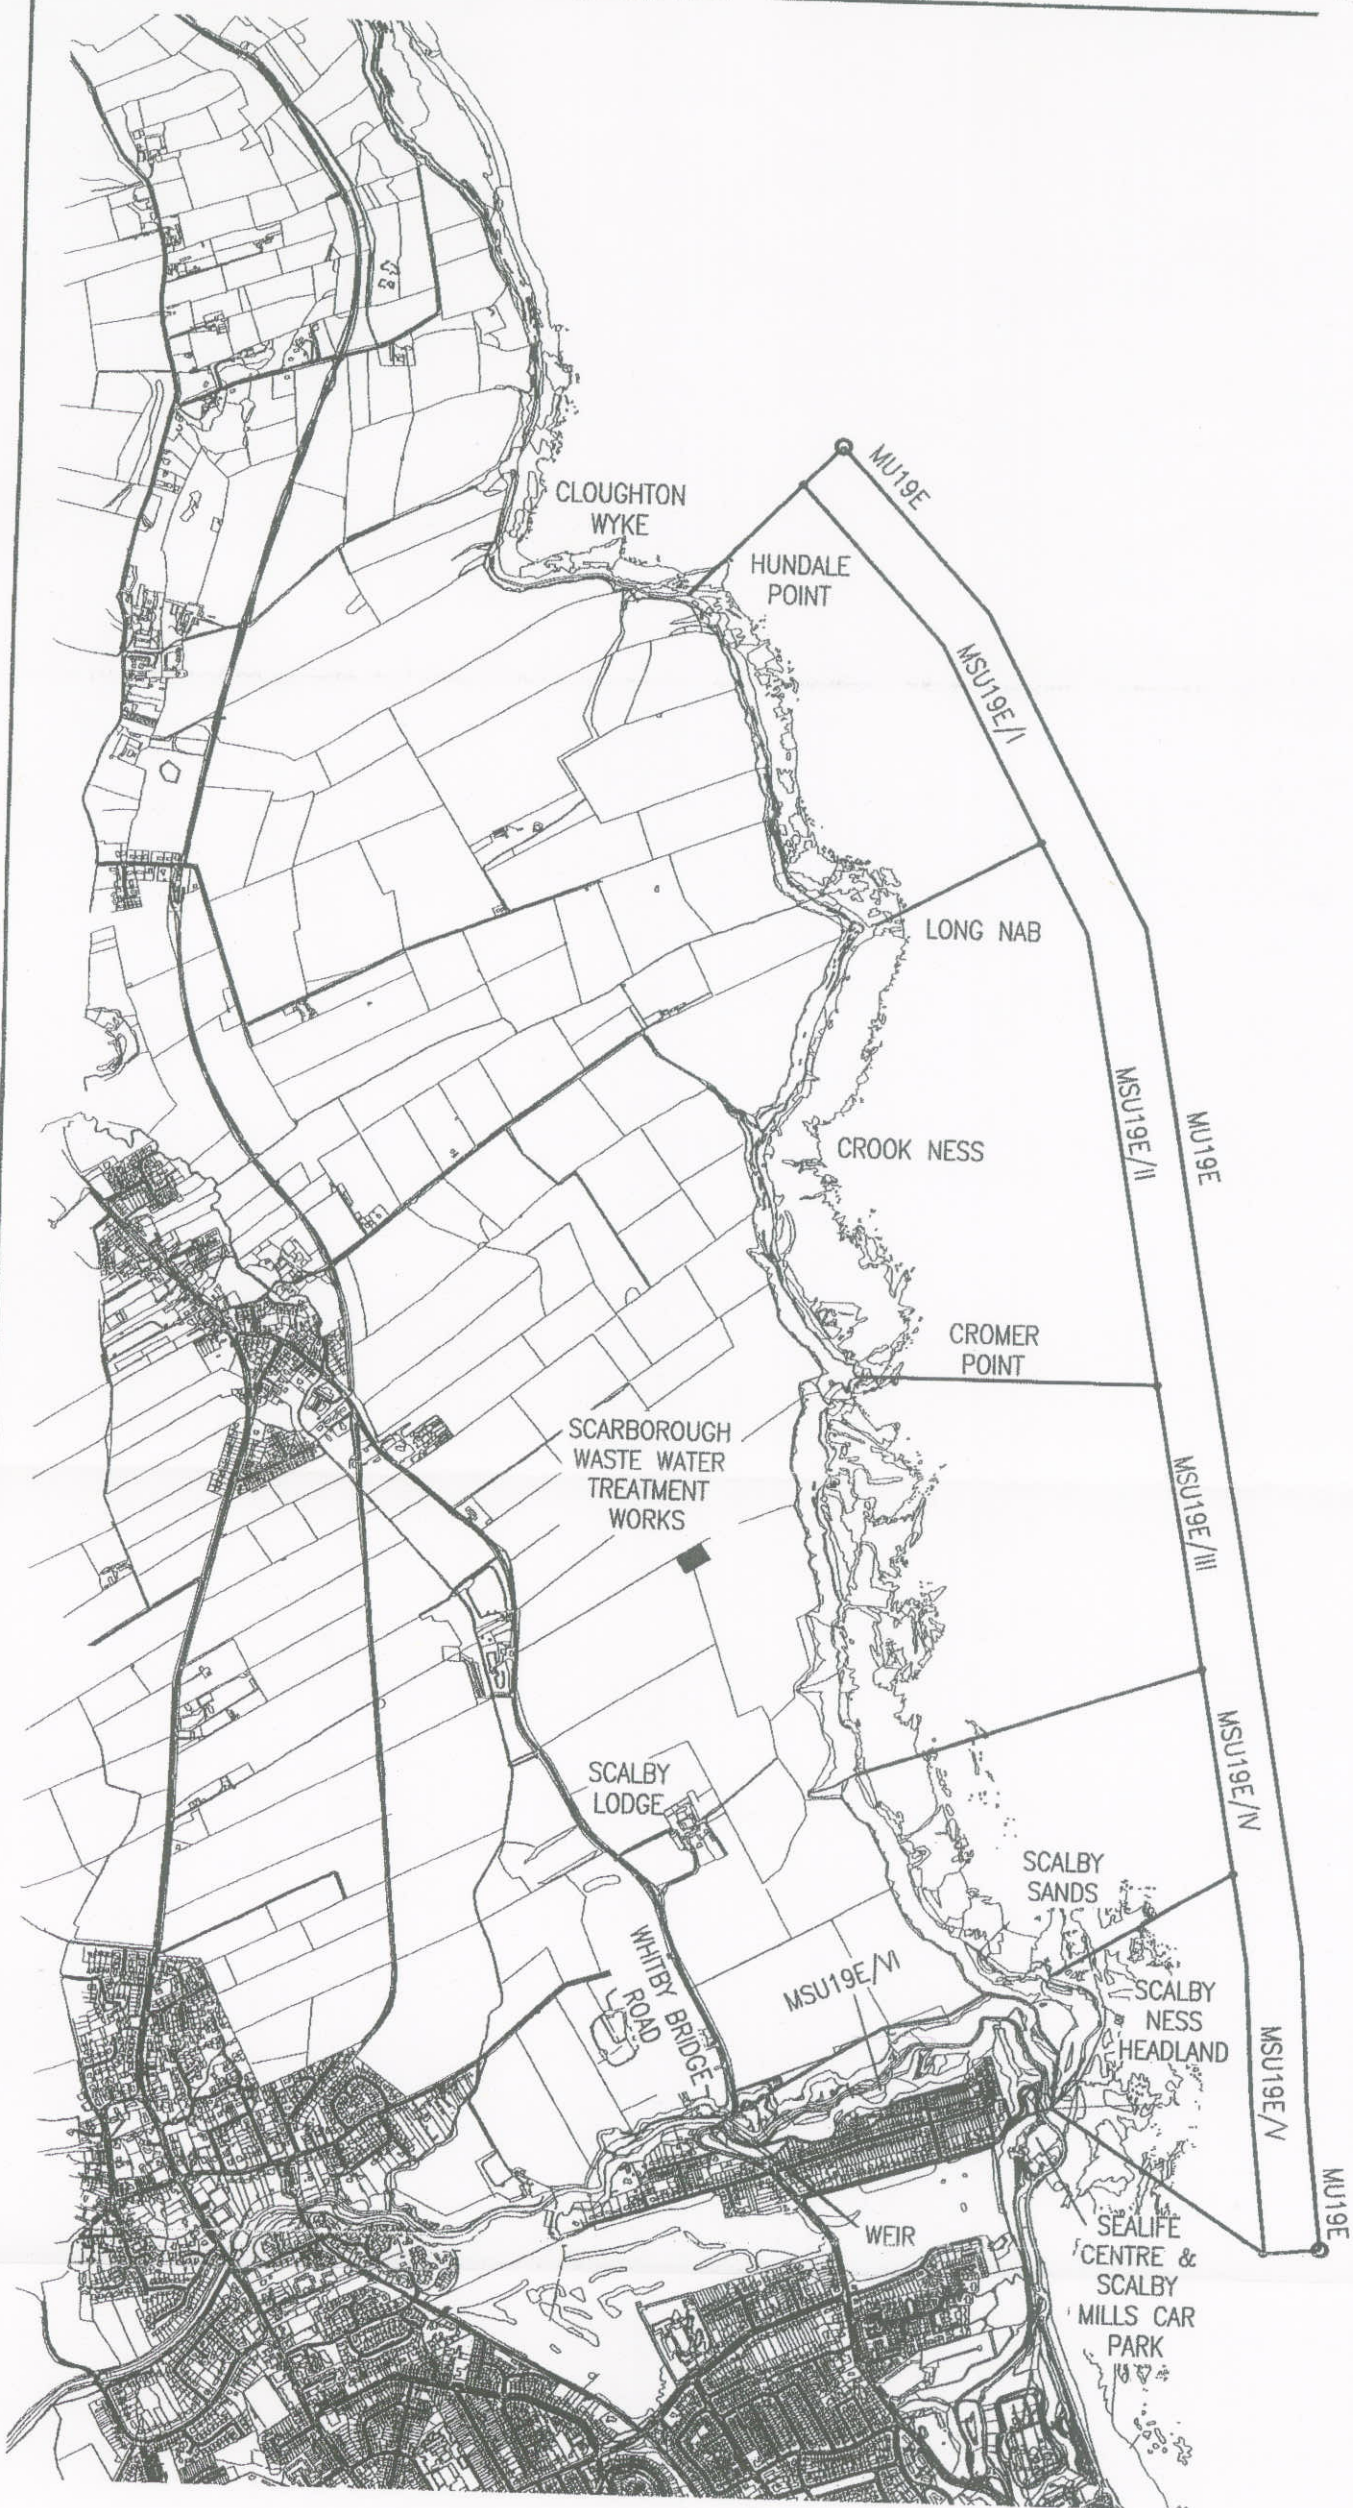 MU19E
CLOUGHTON
WYKE
HUNDALE
POINT
MSU19E/I
LONG NAB
MSU19E/II
MU19E
CROOK NESS
CROMER
POINT
SCARBOROUGH
WASTE WATER
TREATMENT
WORKS
MSU19E/III
MSU19E/IV
SCALBY
LODGE
SCALBY
SANDS
WHITBY BRIDGE
ROAD
MSU19E/VI
SCALBY
NESS
HEADLAND
MSU19E/V
MU19E
WEIR
SEALIFE
CENTRE &
SCALBY
MILLS CAR
PARK